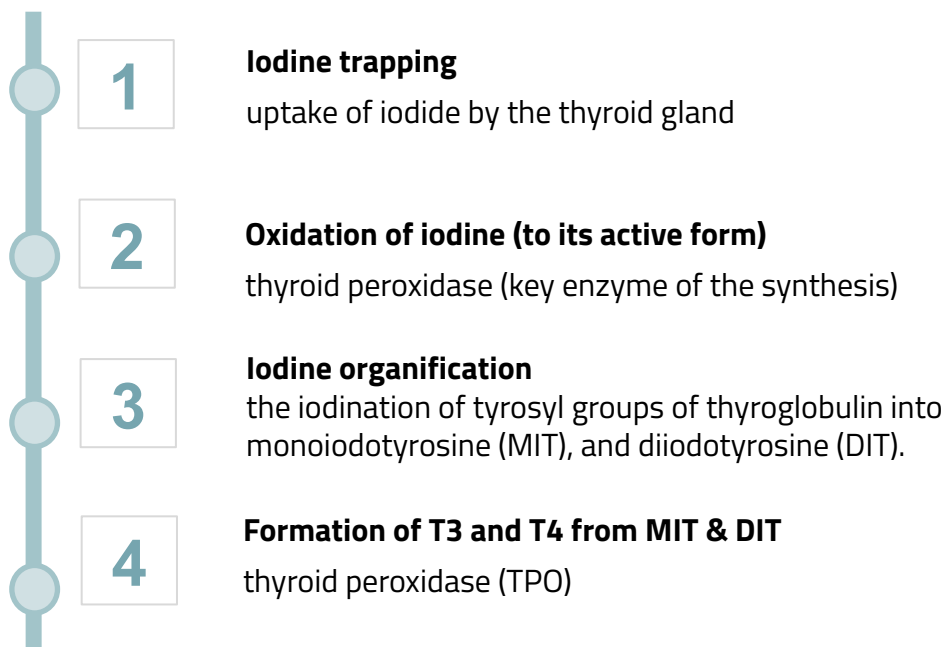 1
Iodine trapping
uptake of iodide by the thyroid gland
2
Oxidation of iodine (to its active form)
thyroid peroxidase (key enzyme of the synthesis)
3
Iodine organification
the iodination of tyrosyl groups of thyroglobulin into
monoiodotyrosine (MIT), and diiodotyrosine (DIT).
4
Formation of T3 and T4 from MIT & DIT
thyroid peroxidase (TPO)